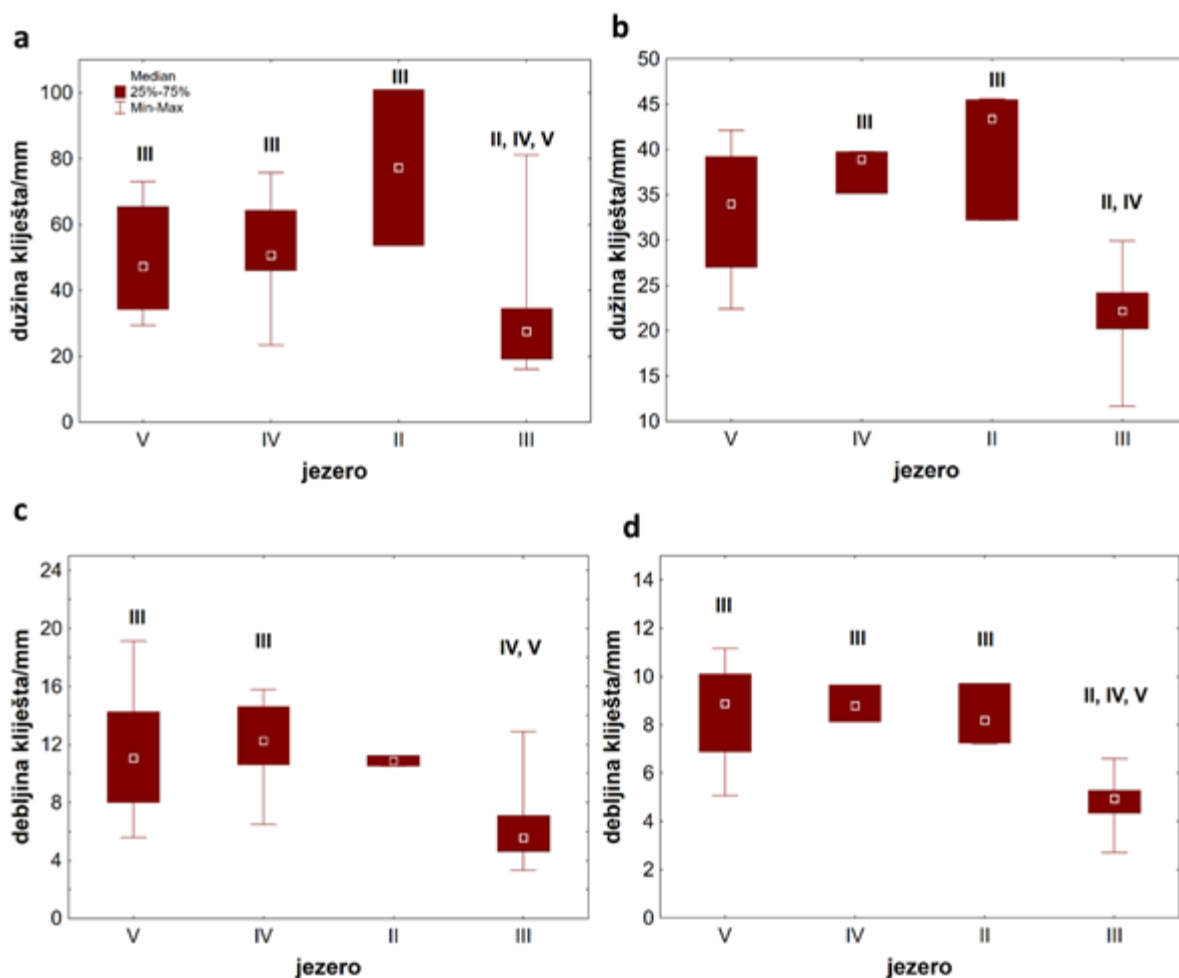 a
dužina kliješta/mm
100
80
60
40
20
0
Median
25%-75%
Min-Max
III
III
III
II, IV, V
V IV II III
jezero
b
dužina kliješta/mm
50
45
40
35
30
25
20
15
10
III
III
II, IV
V IV II III
jezero
c
debljina kliješta/mm
24
20
16
12
8
4
0
III
III
IV, V
V IV II III
jezero
d
debljina kliješta/mm
14
12
10
8
6
4
2
0
III
III
III
II, IV, V
V IV II III
jezero